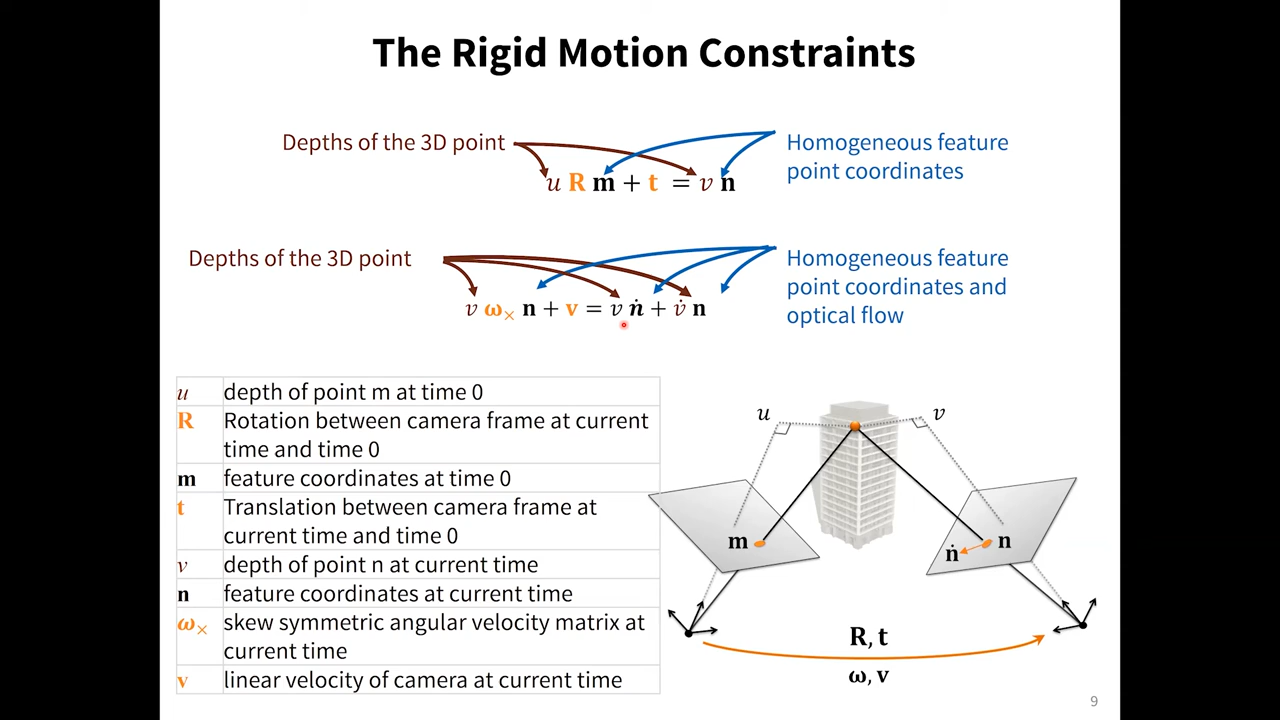 The Rigid Motion Constraints
Depths of the 3D point
Homogeneous feature
point coordinates
u R m + t = v n
Depths of the 3D point
Homogeneous feature
point coordinates and
optical flow
v ω× n + v = v ṅ + v̇ n
u depth of point m at time 0
R Rotation between camera frame at current
time and time 0
m feature coordinates at time 0
t Translation between camera frame at
current time and time 0
v depth of point n at current time
n feature coordinates at current time
ω× skew symmetric angular velocity matrix at
current time
v linear velocity of camera at current time
u
v
m
ṅ
n
R, t
ω, v
9